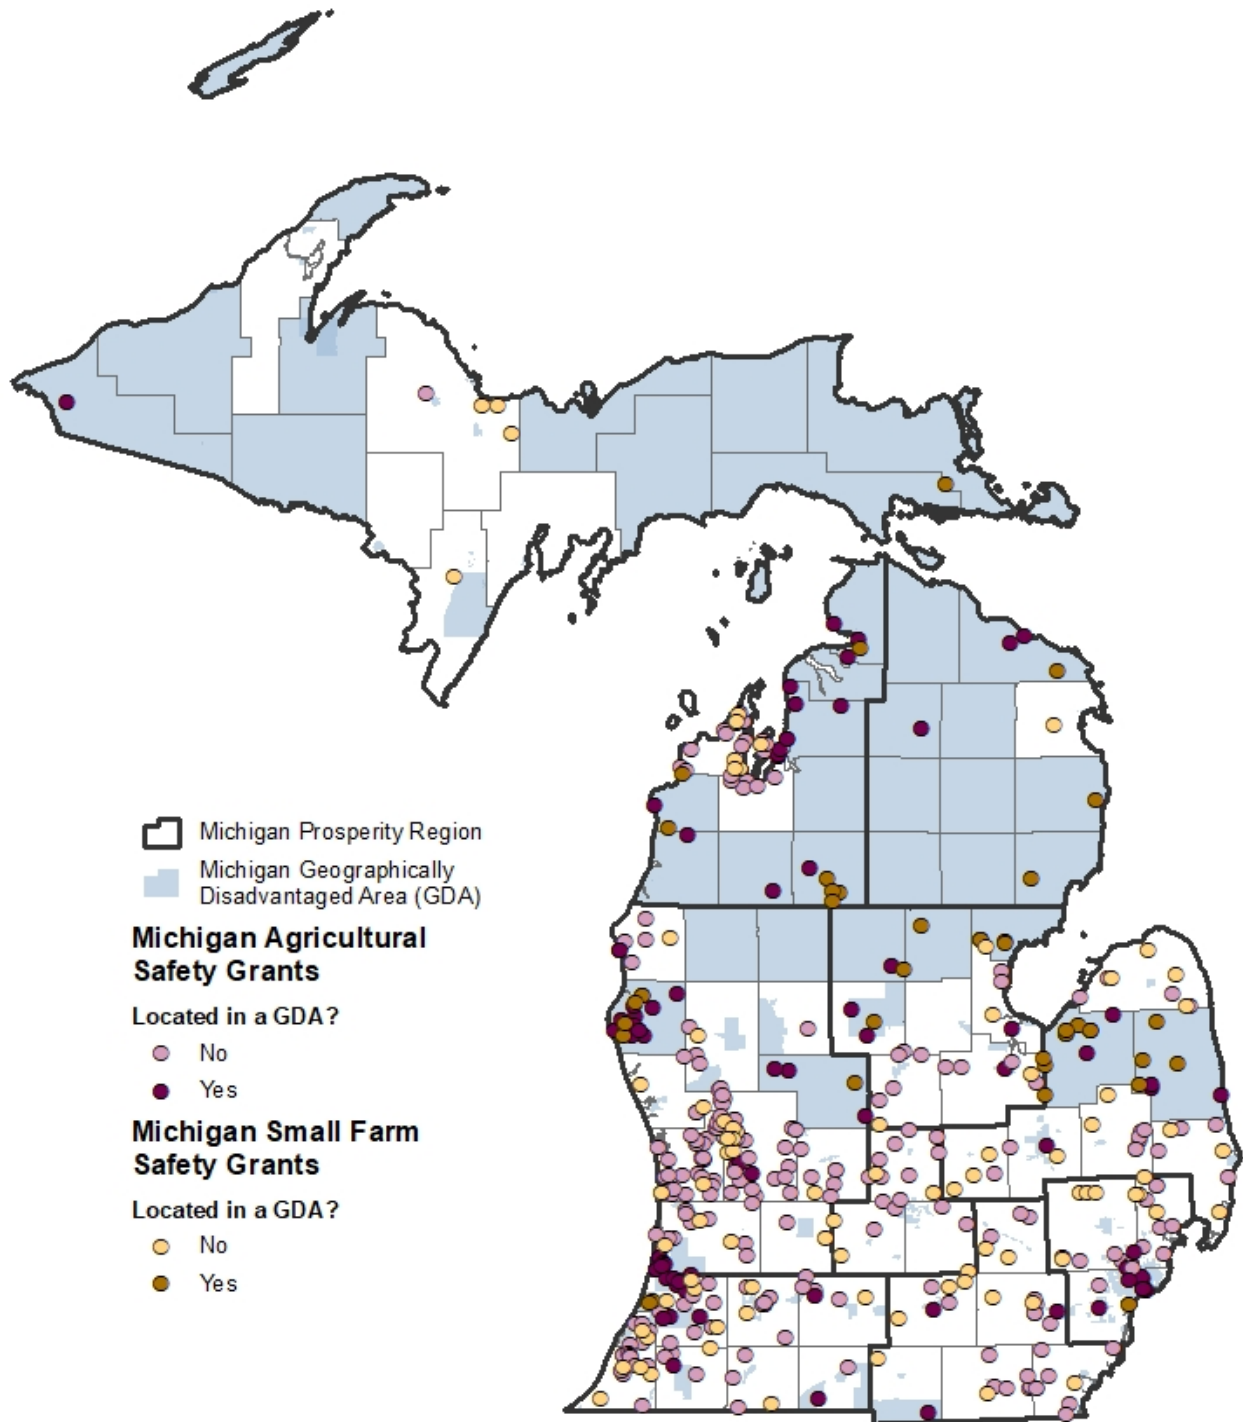 Michigan Prosperity Region
Michigan Geographically
Disadvantaged Area (GDA)
Michigan Agricultural
Safety Grants
Located in a GDA?
No
Yes
Michigan Small Farm
Safety Grants
Located in a GDA?
No
Yes